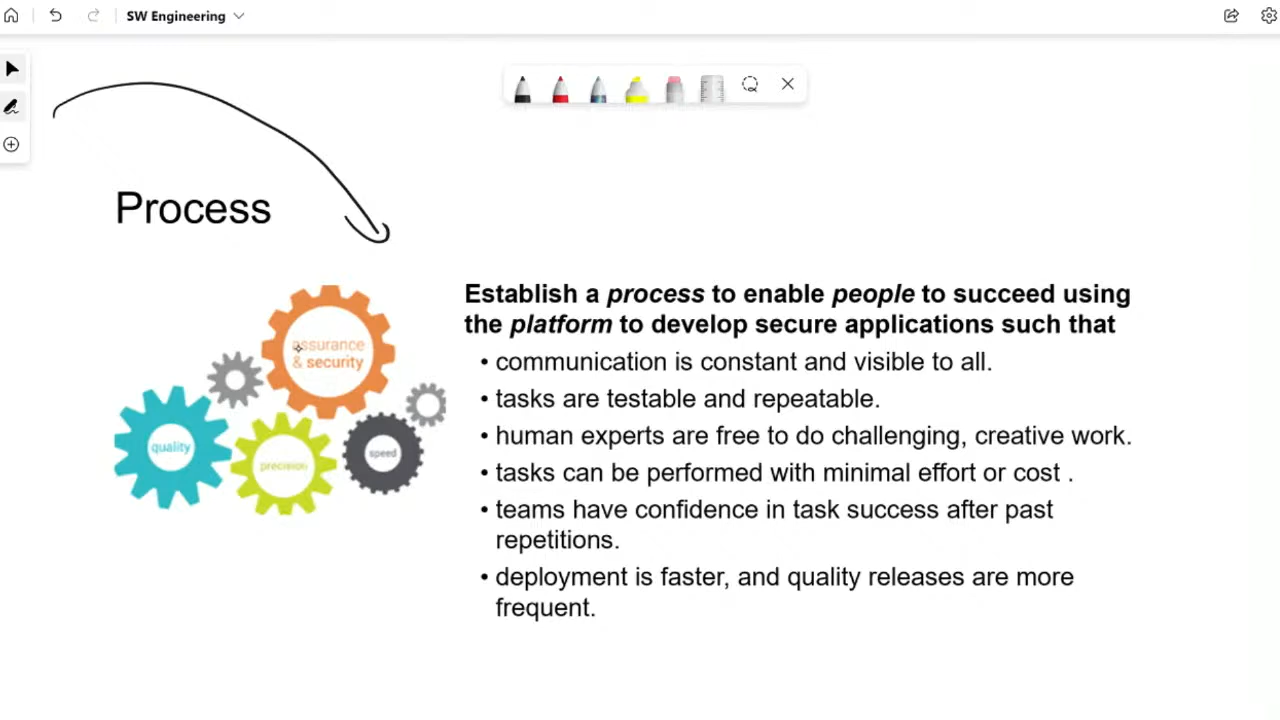 SW Engineering
Process
Establish a process to enable people to succeed using
the platform to develop secure applications such that
• communication is constant and visible to all.
• tasks are testable and repeatable.
• human experts are free to do challenging, creative work.
• tasks can be performed with minimal effort or cost .
• teams have confidence in task success after past
repetitions.
• deployment is faster, and quality releases are more
frequent.
assurance
& security
quality
precision
speed